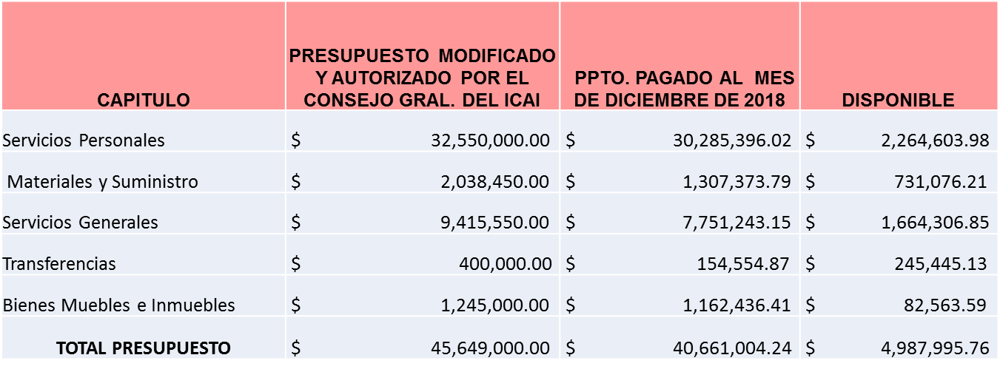 CAPITULO
PRESUPUESTO MODIFICADO
Y AUTORIZADO POR EL
CONSEJO GRAL. DEL ICAI
PPTO. PAGADO AL MES
DE DICIEMBRE DE 2018
DISPONIBLE
Servicios Personales $ 32,550,000.00 $ 30,285,396.02 $ 2,264,603.98
Materiales y Suministro $ 2,038,450.00 $ 1,307,373.79 $ 731,076.21
Servicios Generales $ 9,415,550.00 $ 7,751,243.15 $ 1,664,306.85
Transferencias $ 400,000.00 $ 154,554.87 $ 245,445.13
Bienes Muebles e Inmuebles $ 1,245,000.00 $ 1,162,436.41 $ 82,563.59
TOTAL PRESUPUESTO $ 45,649,000.00 $ 40,661,004.24 $ 4,987,995.76